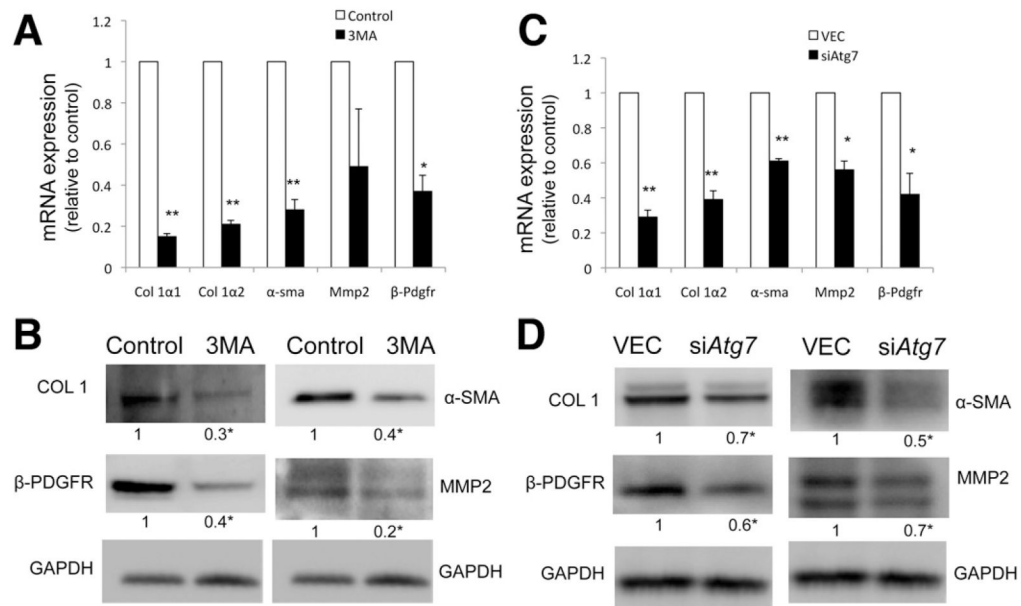 A
Control
3MA
mRNA expression
(relative to control)
1.2
1
0.8
0.6
0.4
0.2
0
**
**
**
*
Col 1α1 Col 1α2 α-sma Mmp2 β-Pdgfr
C
VEC
siAtg7
mRNA expression
(relative to control)
1.2
1
0.8
0.6
0.4
0.2
0
**
**
**
*
*
Col 1α1 Col 1α2 α-sma Mmp2 β-Pdgfr
B
Control 3MA Control 3MA
COL 1 α-SMA
1 0.3* 1 0.4*
β-PDGFR MMP2
1 0.4* 1 0.2*
GAPDH GAPDH
D
VEC siAtg7 VEC siAtg7
COL 1 α-SMA
1 0.7* 1 0.5*
β-PDGFR MMP2
1 0.6* 1 0.7*
GAPDH GAPDH